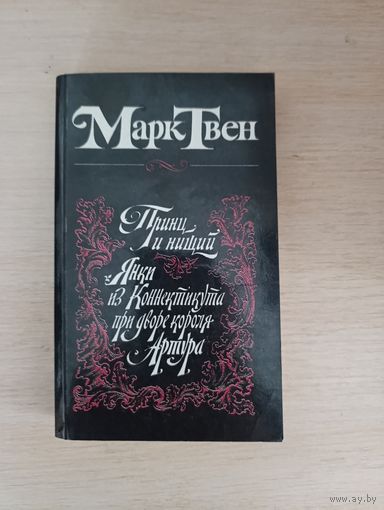 Марк Твен
Принц
и нищий
Янки
из Коннектикута
при дворе короля
Артура
www.ay.by